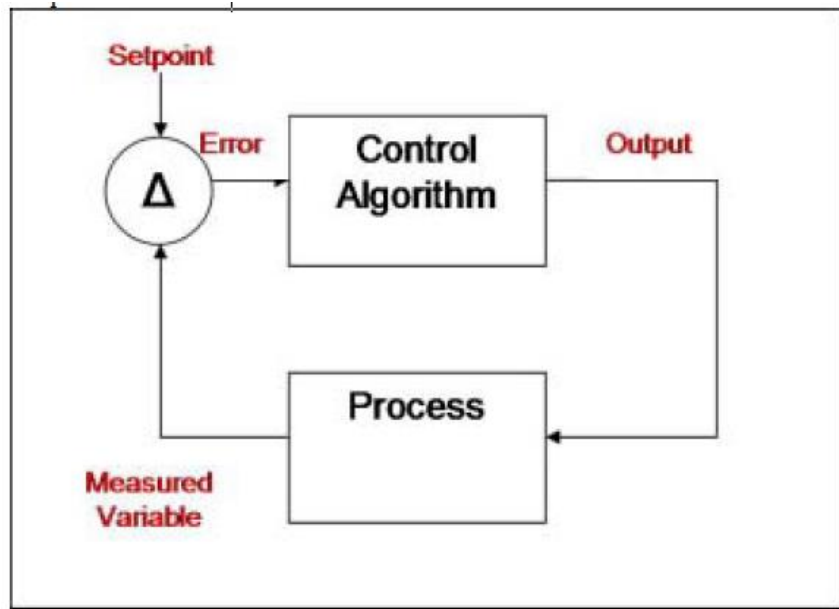 Setpoint
Error
Control
Algorithm
Output
Δ
Process
Measured
Variable